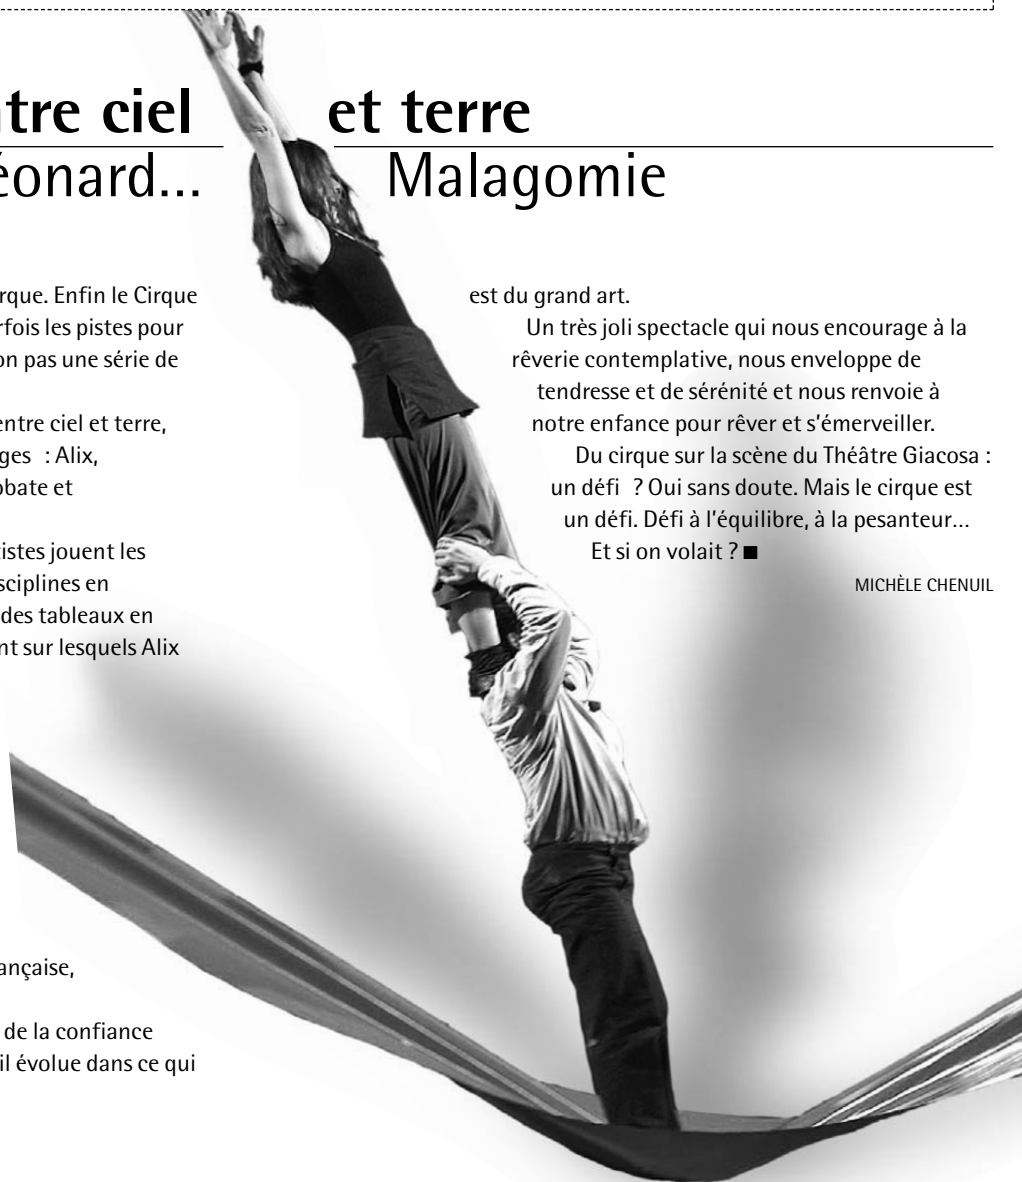 ntre ciel et terre
éonard... Malagomie
rque. Enfin le Cirque
rfois les pistes pour
on pas une série de
entre ciel et terre,
ges : Alix,
obate et
tistes jouent les
sciplines en
des tableaux en
nt sur lesquels Alix
ançaise,
de la confiance
il évolue dans ce qui
est du grand art.
Un très joli spectacle qui nous encourage à la
rêverie contemplative, nous enveloppe de
tendresse et de sérénité et nous renvoie à
notre enfance pour rêver et s'émerveiller.
Du cirque sur la scène du Théâtre Giacosa :
un défi ? Oui sans doute. Mais le cirque est
un défi. Défi à l'équilibre, à la pesanteur...
Et si on volait ? ■
MICHÈLE CHENUIL